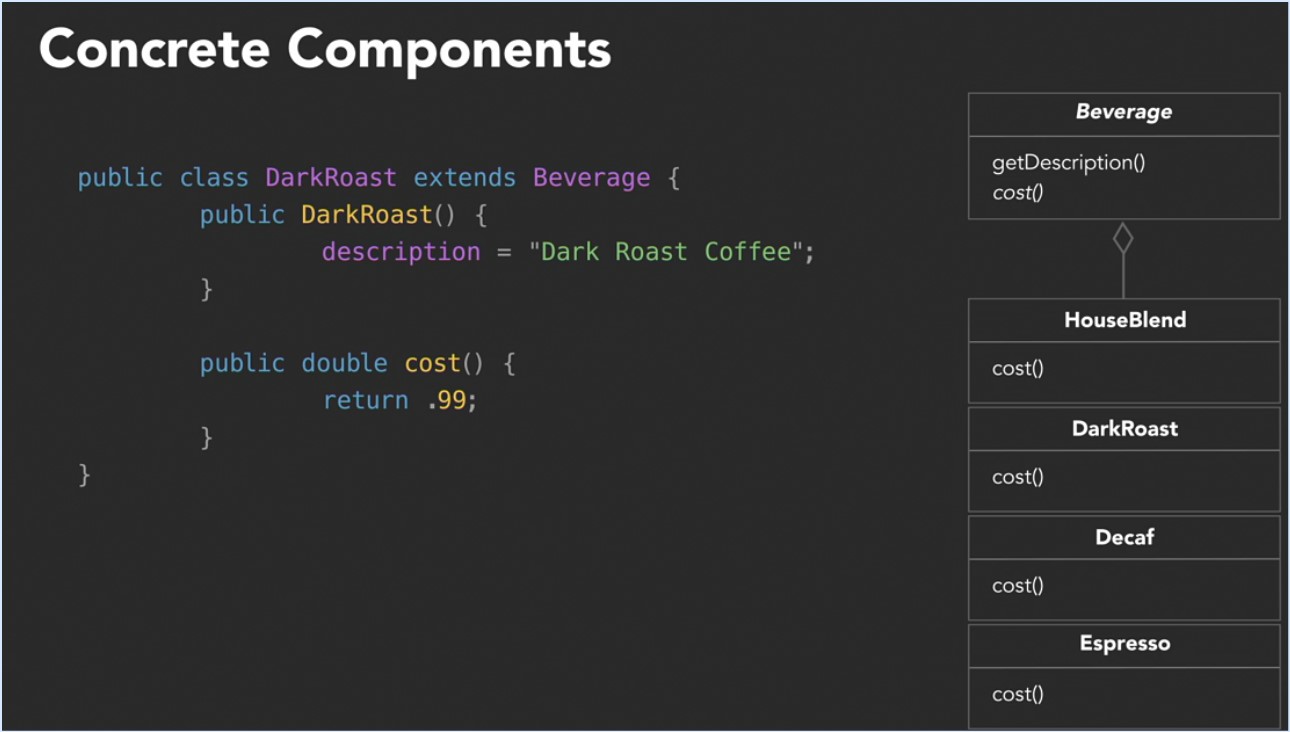 Concrete Components
public class DarkRoast extends Beverage {
public DarkRoast() {
description = "Dark Roast Coffee";
}
public double cost() {
return .99;
}
}
Beverage
getDescription()
cost()
HouseBlend
cost()
DarkRoast
cost()
Decaf
cost()
Espresso
cost()